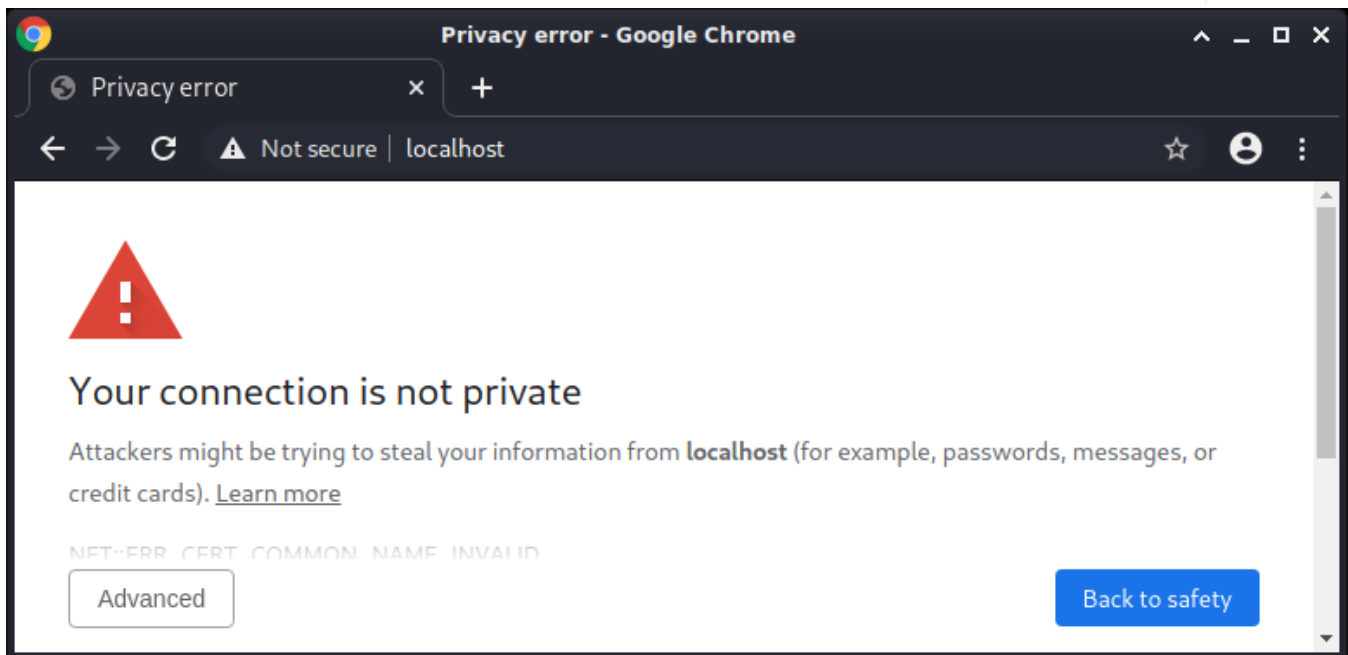 Privacy error - Google Chrome
Privacy error
Not secure | localhost
Your connection is not private
Attackers might be trying to steal your information from localhost (for example, passwords, messages, or
credit cards). Learn more
NET::ERR_CERT_COMMON_NAME_INVALID
Advanced
Back to safety